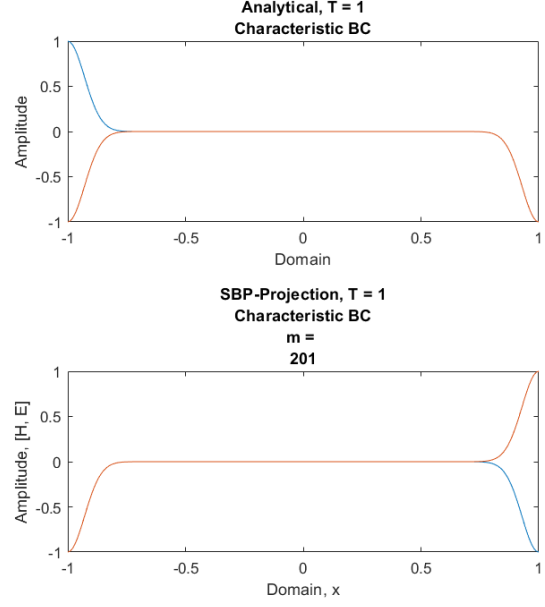 Analytical, T = 1
Characteristic BC
1
0.5
0
-0.5
-1
Amplitude
-1
-0.5
0
0.5
1
Domain
SBP-Projection, T = 1
Characteristic BC
m =
201
1
0.5
0
-0.5
-1
Amplitude, [H, E]
-1
-0.5
0
0.5
1
Domain, x